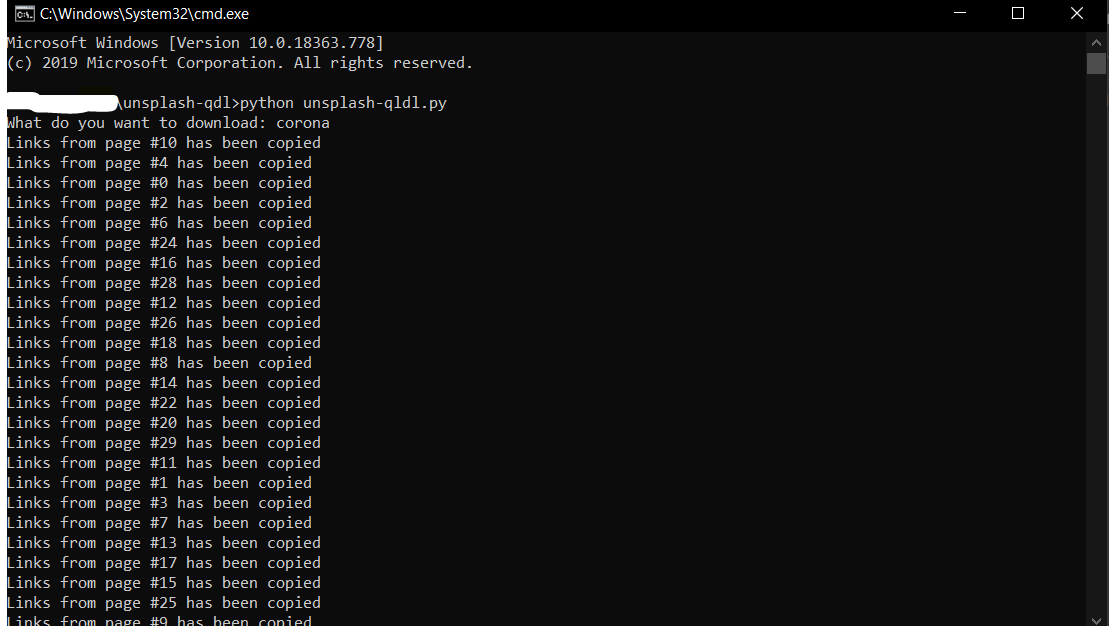 C:\Windows\System32\cmd.exe
Microsoft Windows [Version 10.0.18363.778]
(c) 2019 Microsoft Corporation. All rights reserved.
\unsplash-qdl>python unsplash-qldl.py
What do you want to download: corona
Links from page #10 has been copied
Links from page #4 has been copied
Links from page #0 has been copied
Links from page #2 has been copied
Links from page #6 has been copied
Links from page #24 has been copied
Links from page #16 has been copied
Links from page #28 has been copied
Links from page #12 has been copied
Links from page #26 has been copied
Links from page #18 has been copied
Links from page #8 has been copied
Links from page #14 has been copied
Links from page #22 has been copied
Links from page #20 has been copied
Links from page #29 has been copied
Links from page #11 has been copied
Links from page #1 has been copied
Links from page #3 has been copied
Links from page #7 has been copied
Links from page #13 has been copied
Links from page #17 has been copied
Links from page #15 has been copied
Links from page #25 has been copied
Links from page #9 has been copied